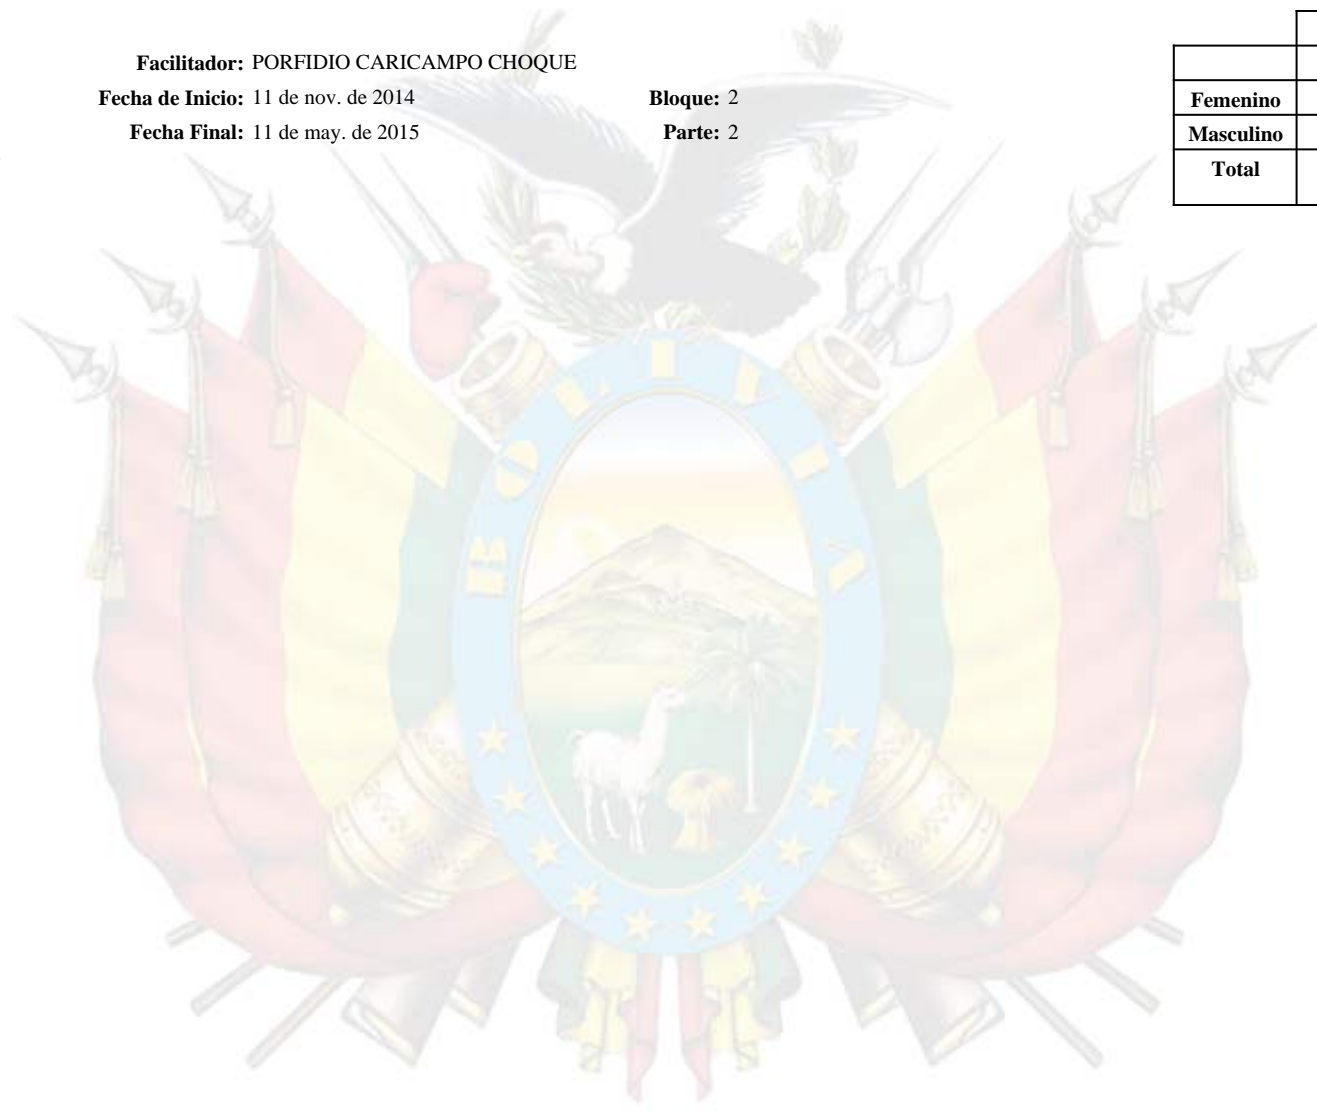 Facilitador: PORFIDIO CARICAMPO CHOQUE
Fecha de Inicio: 11 de nov. de 2014 Bloque: 2
Fecha Final: 11 de may. de 2015 Parte: 2
Femenino
Masculino
Total
BOLIVIA